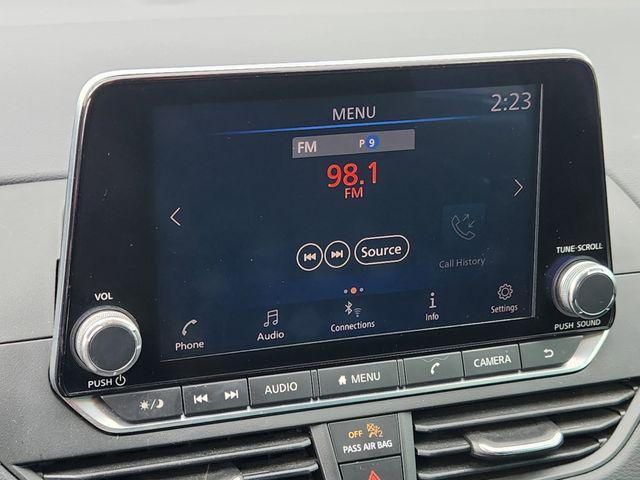 MENU
2:23
FM P 9
98.1
FM
Source
Call History
TUNE·SCROLL
VOL
Phone
Audio
Connections
Info
Settings
PUSH
PUSH SOUND
AUDIO
MENU
CAMERA
OFF 2
PASS AIR BAG